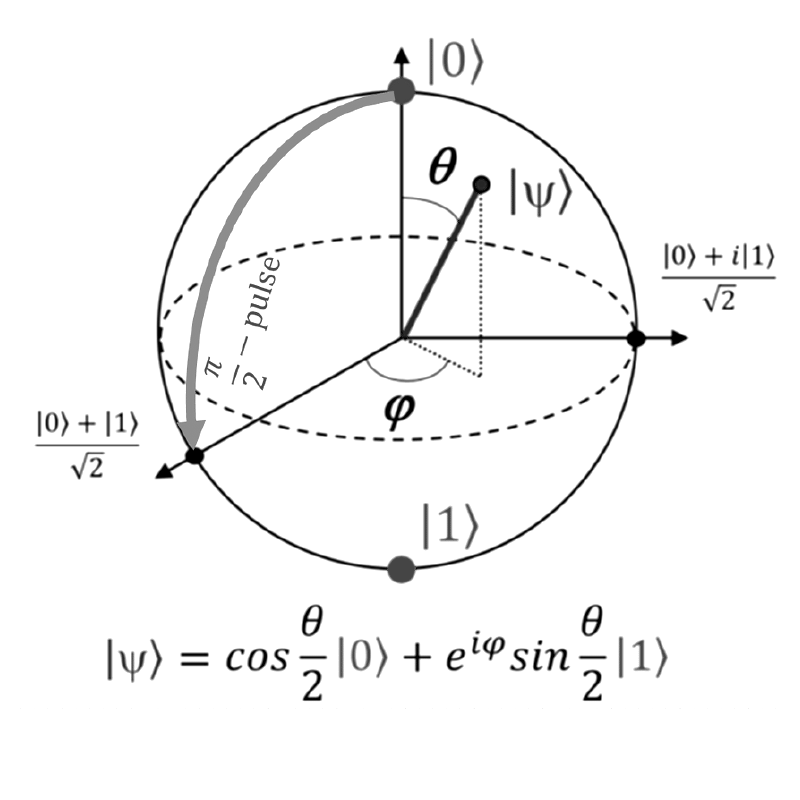 |0⟩
θ
|ψ⟩
|0⟩ + i|1⟩
√2
π
2 − pulse
|0⟩ + |1⟩
√2
φ
|1⟩
|ψ⟩ = cos θ/2 |0⟩ + e^{iφ} sin θ/2 |1⟩